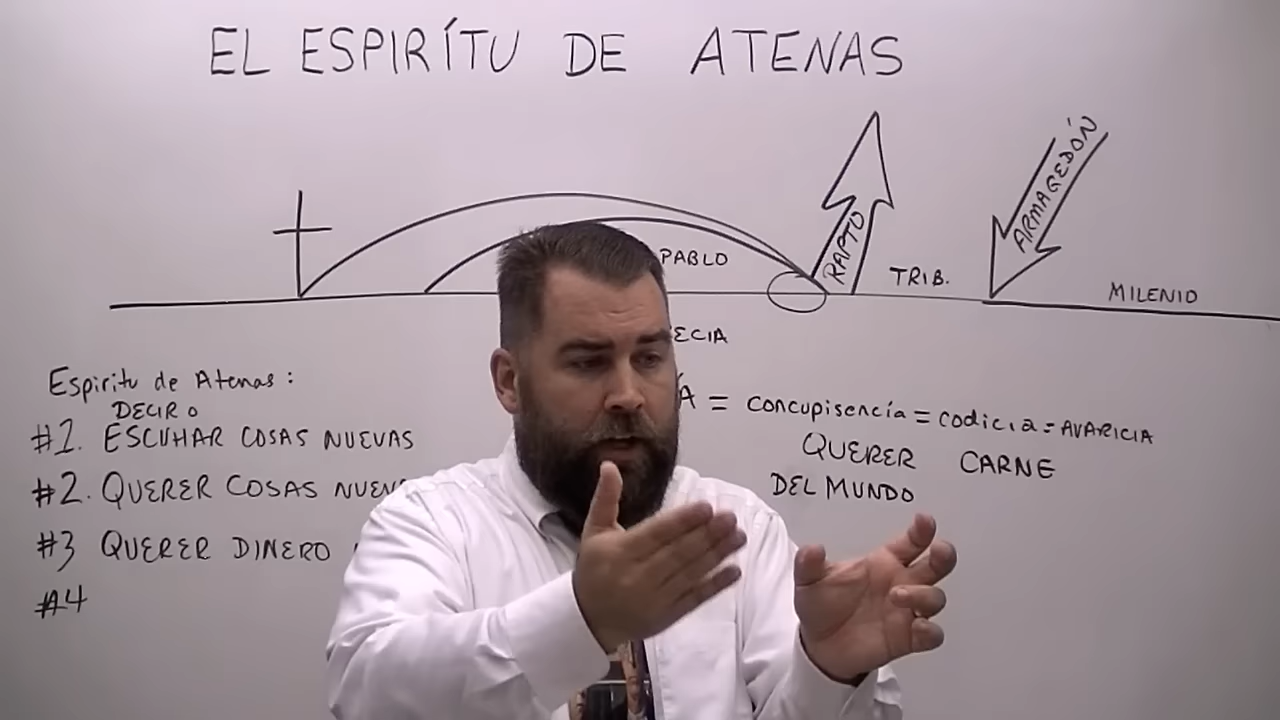 EL ESPIRÍTU DE ATENAS
ARMAGEDÓN
RAPTO
PABLO
TRIB.
MILENIO
Espiritu de Atenas:
DECIR O
#1. ESCUHAR COSAS NUEVAS
#2. QUERER COSAS
#3 QUERER DINERO
#4
= concupisencía = codicia = AVARICIA
QUERER CARNE
DEL MUNDO